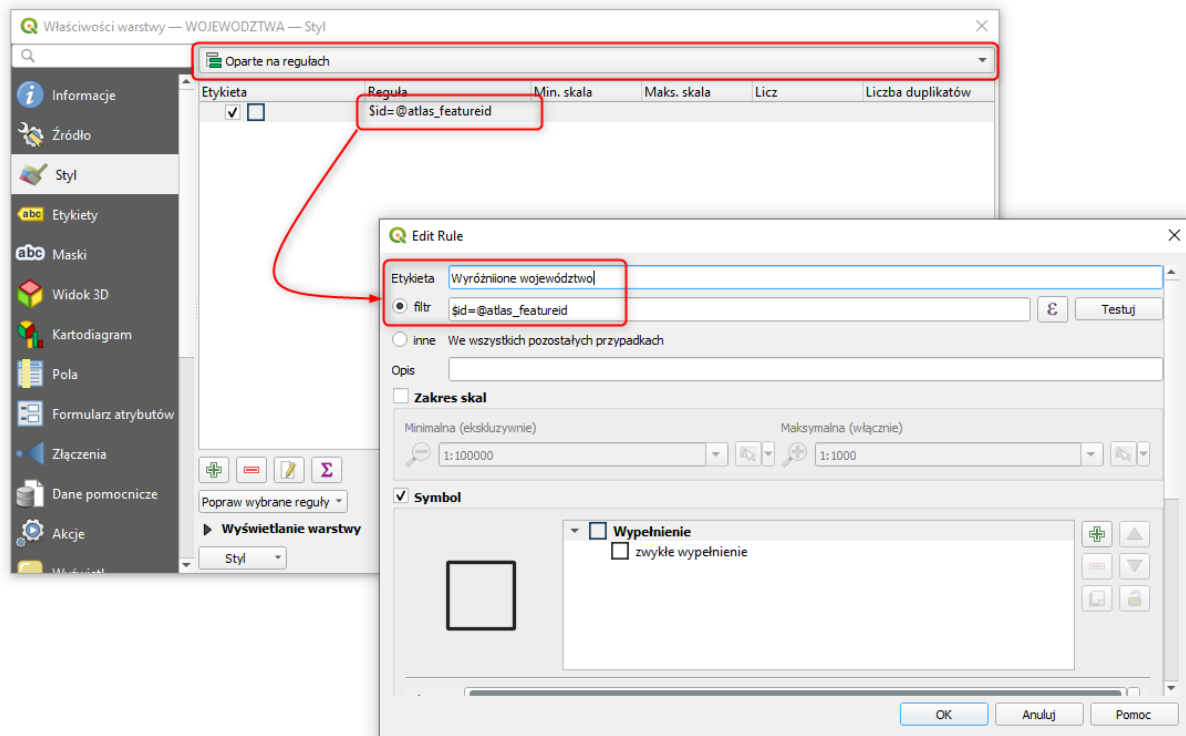 Właściwości warstwy — WOJEWODZTWA — Styl
Oparte na regułach
Informacje
Źródło
Styl
Etykiety
Maski
Widok 3D
Kartodiagram
Pola
Formularz atrybutów
Złączenia
Dane pomocnicze
Akcje
Etykieta Reguła Min. skala Maks. skala Licz Liczba duplikatów
$id=@atlas_featureid
Popraw wybrane reguły
Wyświetlanie warstwy
Styl
Edit Rule
Etykieta Wyróżniione województwo
filtr $id=@atlas_featureid ε Testuj
inne We wszystkich pozostałych przypadkach
Opis
Zakres skal
Minimalna (ekskluzywnie) Maksymalna (włącznie)
1:100000 1:1000
Symbol
Wypełnienie
zwykłe wypełnienie
OK Anuluj Pomoc